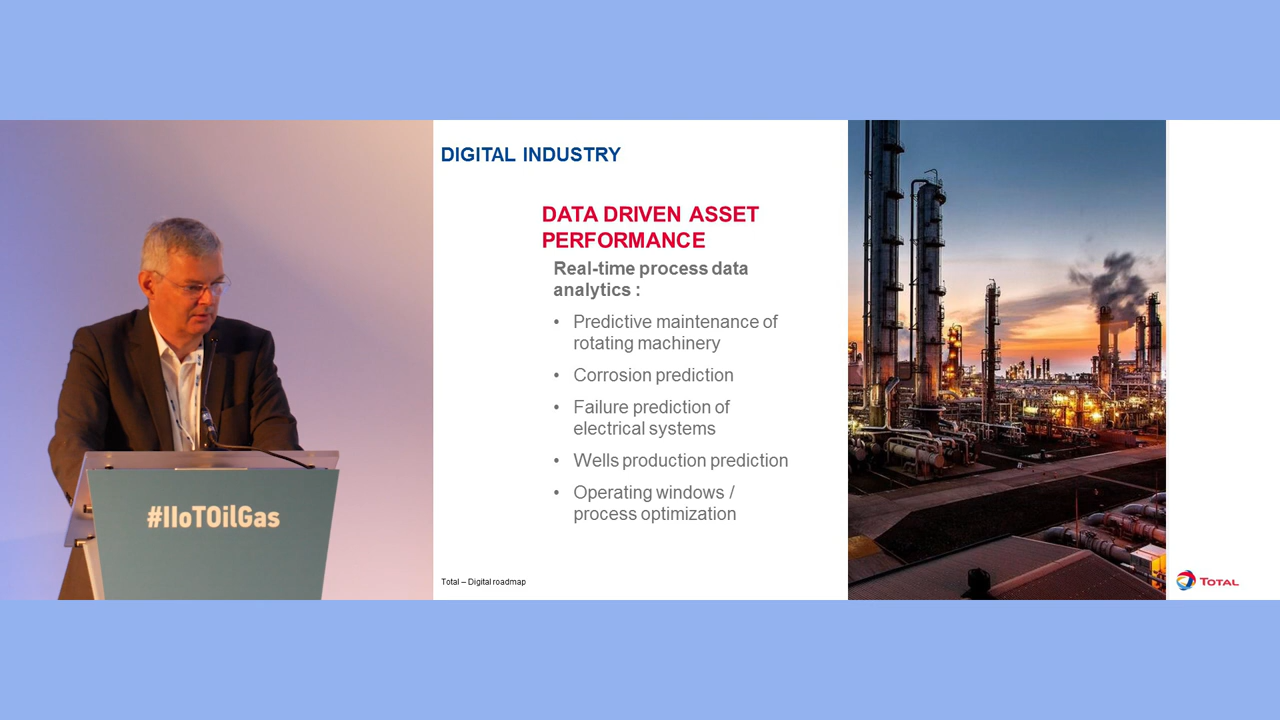 DIGITAL INDUSTRY
DATA DRIVEN ASSET
PERFORMANCE
Real-time process data
analytics :
• Predictive maintenance of
rotating machinery
• Corrosion prediction
• Failure prediction of
electrical systems
• Wells production prediction
• Operating windows /
process optimization
#IIoTOilGas
Total – Digital roadmap
TOTAL